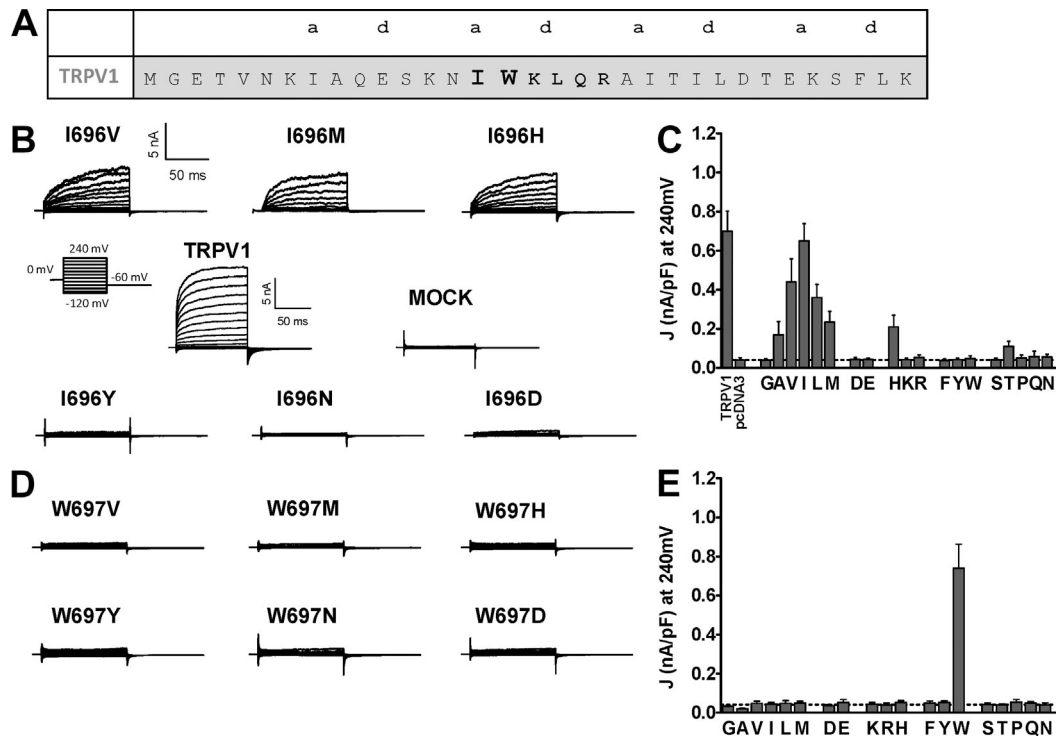 A
a d a d a d a d
TRPV1 M G E T V N K I A Q E S K N I W K L Q R A I T I L D T E K S F L K
B
I696V
5 nA
50 ms
I696M
I696H
240 mV
0 mV
-60 mV
-120 mV
TRPV1
5 nA
50 ms
MOCK
I696Y
I696N
I696D
C
J (nA/pF) at 240mV
1.2
1.0
0.8
0.6
0.4
0.2
0.0
TRPV1
pcDNA3
GAVILM DE HKR FYW STPQN
D
W697V
W697M
W697H
W697Y
W697N
W697D
E
J (nA/pF) at 240mV
1.2
1.0
0.8
0.6
0.4
0.2
0.0
GAVILM DE KRH FYW STPQN